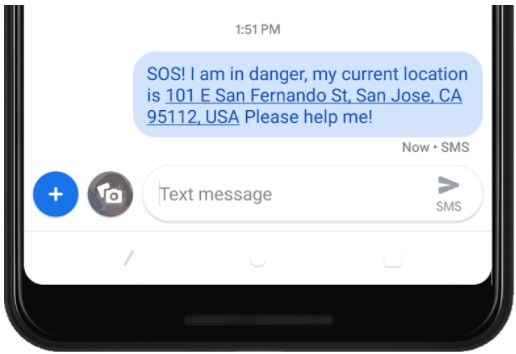 1:51 PM
SOS! I am in danger, my current location
is 101 E San Fernando St, San Jose, CA
95112, USA Please help me!
Now • SMS
Text message
SMS